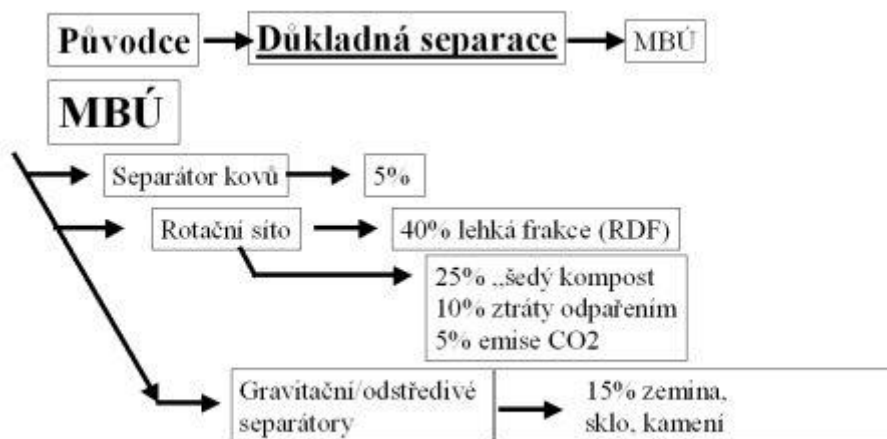 Původce Důkladná separace MBÚ
MBÚ
Separátor kovů 5%
Rotační síto 40% lehká frakce (RDF)
25% „šedý kompost
10% ztráty odpařením
5% emise CO2
Gravitační/odstředivé
separátory
15% zemina,
sklo, kamení